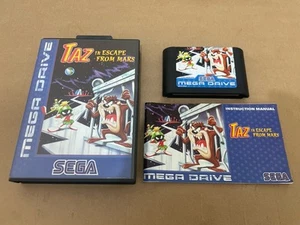 MEGA DRIVE
TAZ IN ESCAPE
FROM MARS
SEGA
SEGA
MEGA DRIVE
INSTRUCTION MANUAL
TAZ IN ESCAPE
FROM MARS
MEGA DRIVE
SEGA